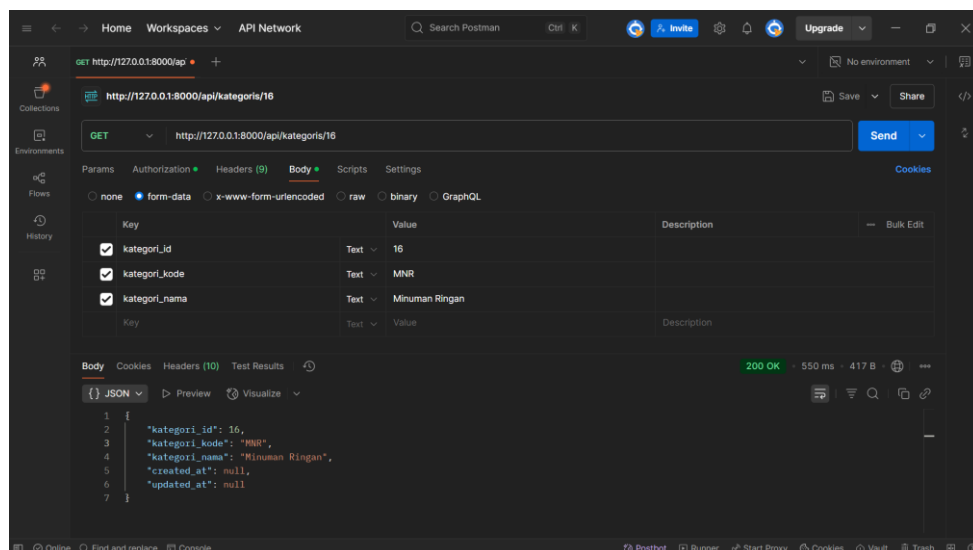 Home Workspaces API Network Search Postman Ctrl K Invite Upgrade
GET http://127.0.0.1:8000/ap No environment
HTTP http://127.0.0.1:8000/api/kategoris/16 Save Share
Collections
GET http://127.0.0.1:8000/api/kategoris/16 Send
Environments
Params Authorization Headers (9) Body Scripts Settings Cookies
Flows
none form-data x-www-form-urlencoded raw binary GraphQL
History
Key Value Description Bulk Edit
kategori_id Text 16
kategori_kode Text MNR
kategori_nama Text Minuman Ringan
Key Text Value Description
Body Cookies Headers (10) Test Results 200 OK 550 ms 417 B
{} JSON Preview Visualize
1 {
2 "kategori_id": 16,
3 "kategori_kode": "MNR",
4 "kategori_nama": "Minuman Ringan",
5 "created_at": null,
6 "updated_at": null
7 }
Online Find and replace Console Postbot Runner Start Proxy Cookies Vault Trash